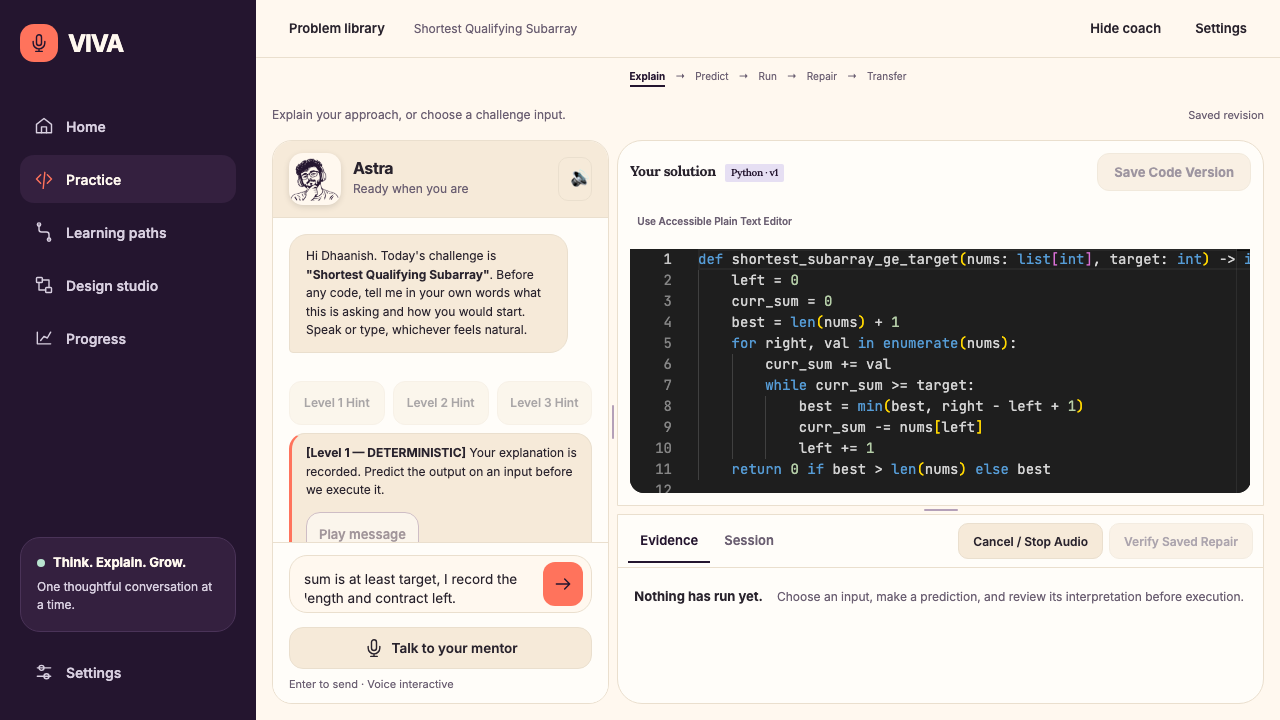 VIVA
Home
Practice
Learning paths
Design studio
Progress
Think. Explain. Grow.
One thoughtful conversation at
a time.
Settings
Problem library
Shortest Qualifying Subarray
Hide coach
Settings
Explain → Predict → Run → Repair → Transfer
Explain your approach, or choose a challenge input.
Saved revision
Astra
Ready when you are
Hi Dhaanish. Today's challenge is
"Shortest Qualifying Subarray". Before
any code, tell me in your own words what
this is asking and how you would start.
Speak or type, whichever feels natural.
Level 1 Hint
Level 2 Hint
Level 3 Hint
[Level 1 — DETERMINISTIC] Your explanation is
recorded. Predict the output on an input before
we execute it.
Play message
sum is at least target, I record the
length and contract left.
Talk to your mentor
Enter to send · Voice interactive
Your solution
Python · v1
Save Code Version
Use Accessible Plain Text Editor
1 def shortest_subarray_ge_target(nums: list[int], target: int) -> i
2 left = 0
3 curr_sum = 0
4 best = len(nums) + 1
5 for right, val in enumerate(nums):
6 curr_sum += val
7 while curr_sum >= target:
8 best = min(best, right - left + 1)
9 curr_sum -= nums[left]
10 left += 1
11 return 0 if best > len(nums) else best
12
Evidence
Session
Cancel / Stop Audio
Verify Saved Repair
Nothing has run yet. Choose an input, make a prediction, and review its interpretation before execution.